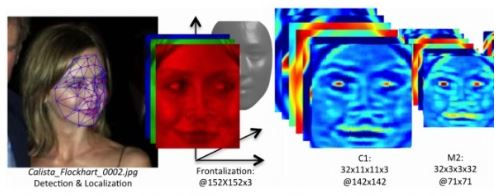 Calista_Flockhart_0002.jpg
Detection & Localization
Frontalization:
@152X152x3
C1:
32x11x11x3
@142x142
M2:
32x3x3x32
@71x71